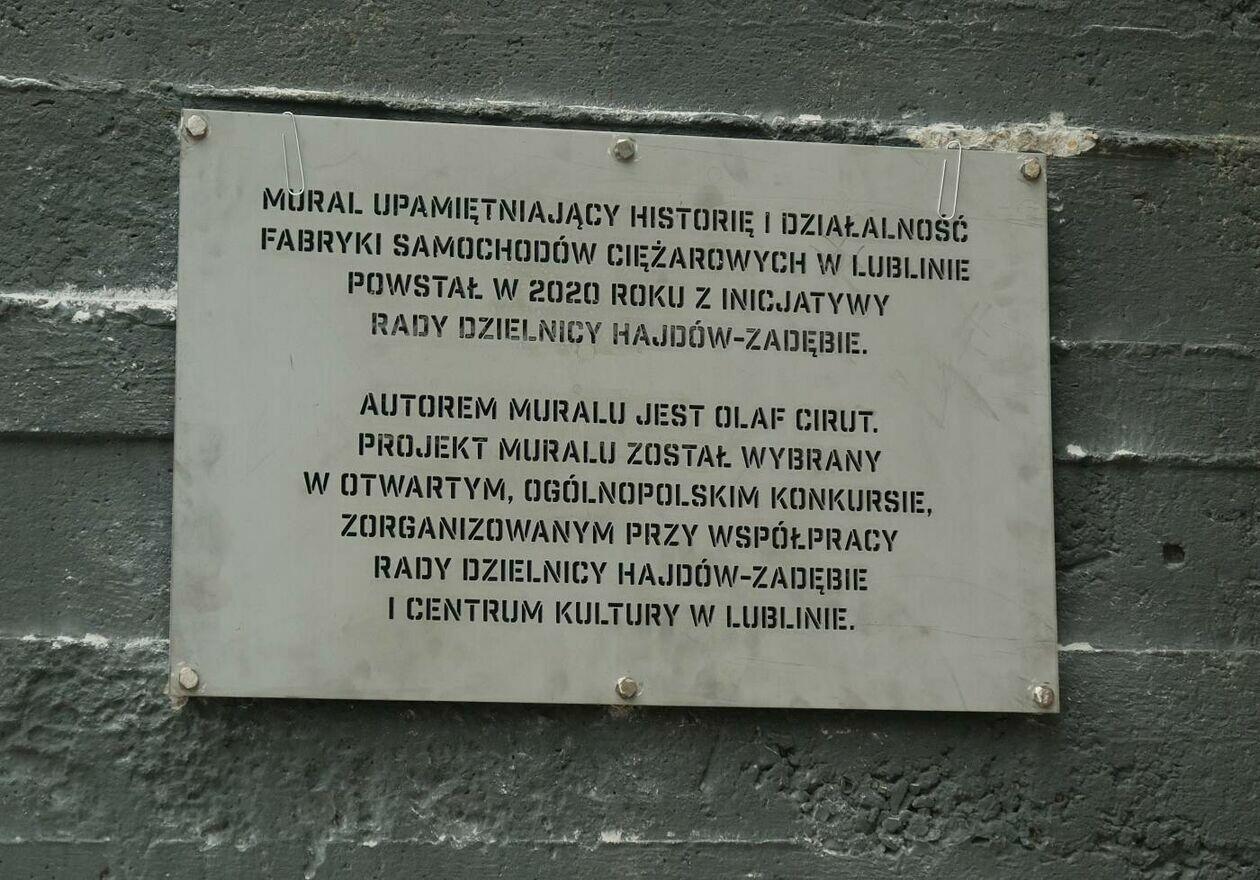 MURAL UPAMIĘTNIAJĄCY HISTORIĘ I DZIAŁALNOŚĆ
FABRYKI SAMOCHODÓW CIĘŻAROWYCH W LUBLINIE
POWSTAŁ W 2020 ROKU Z INICJATYWY
RADY DZIELNICY HAJDÓW-ZADĘBIE.
AUTOREM MURALU JEST OLAF CIRUT.
PROJEKT MURALU ZOSTAŁ WYBRANY
W OTWARTYM, OGÓLNOPOLSKIM KONKURSIE,
ZORGANIZOWANYM PRZY WSPÓŁPRACY
RADY DZIELNICY HAJDÓW-ZADĘBIE
I CENTRUM KULTURY W LUBLINIE.